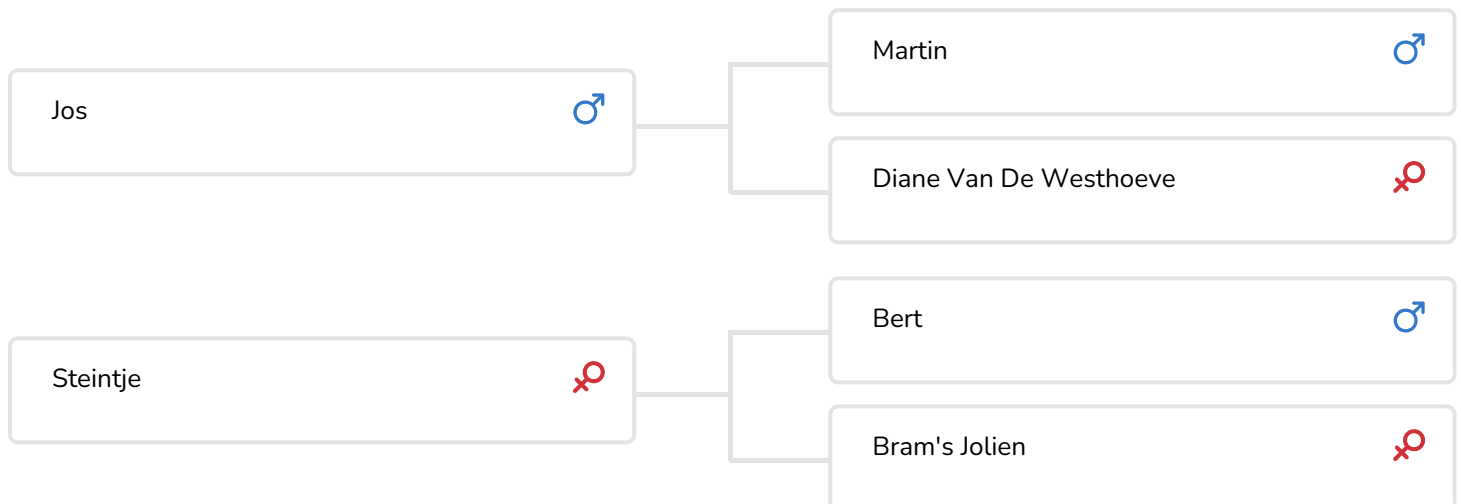 Martin
Jos
Diane Van De Westhoeve
Bert
Steintje
Bram's Jolien